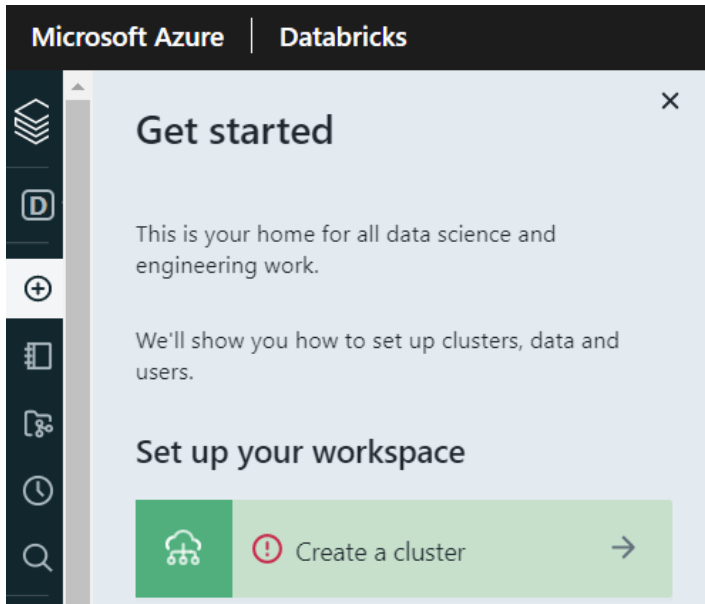 Microsoft Azure | Databricks
Get started
D
This is your home for all data science and
engineering work.
We'll show you how to set up clusters, data and
users.
Set up your workspace
Create a cluster